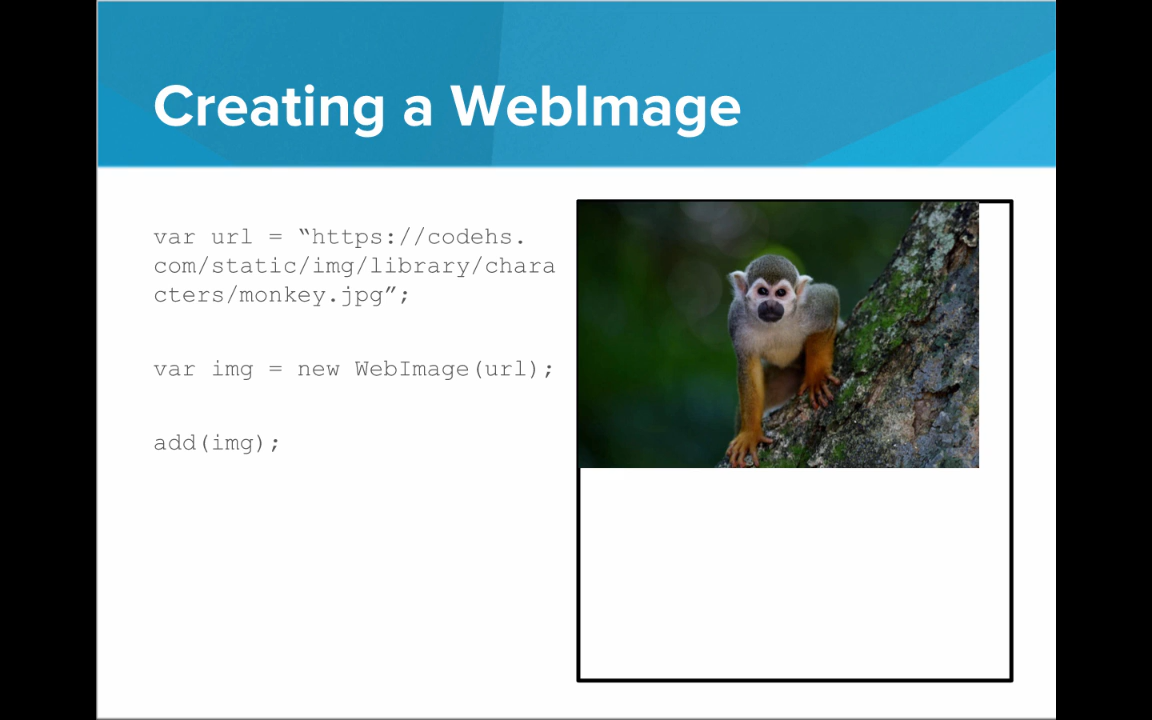 Creating a WebImage
var url = “https://codehs.
com/static/img/library/chara
cters/monkey.jpg”;
var img = new WebImage(url);
add(img);